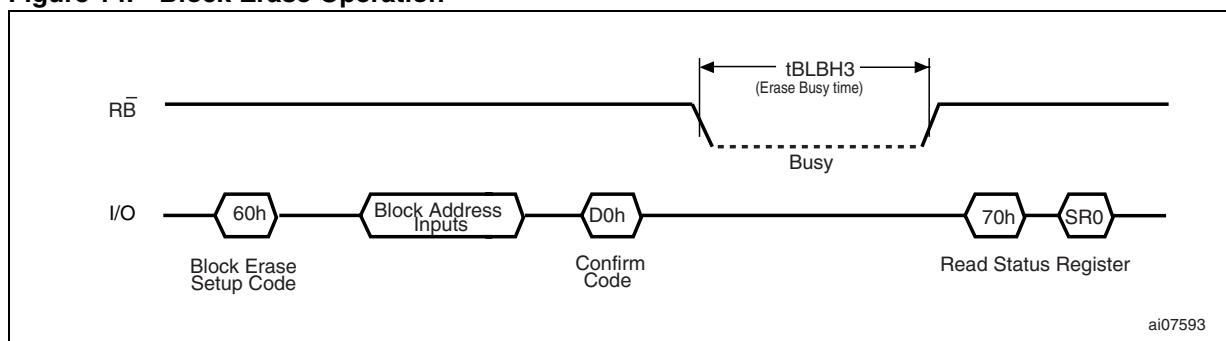 Figure Block Erase Operation
tBLBH3
(Erase Busy time)
RB̅
Busy
I/O
60h
Block Address
Inputs
D0h
70h
SR0
Block Erase
Setup Code
Confirm
Code
Read Status Register
ai07593